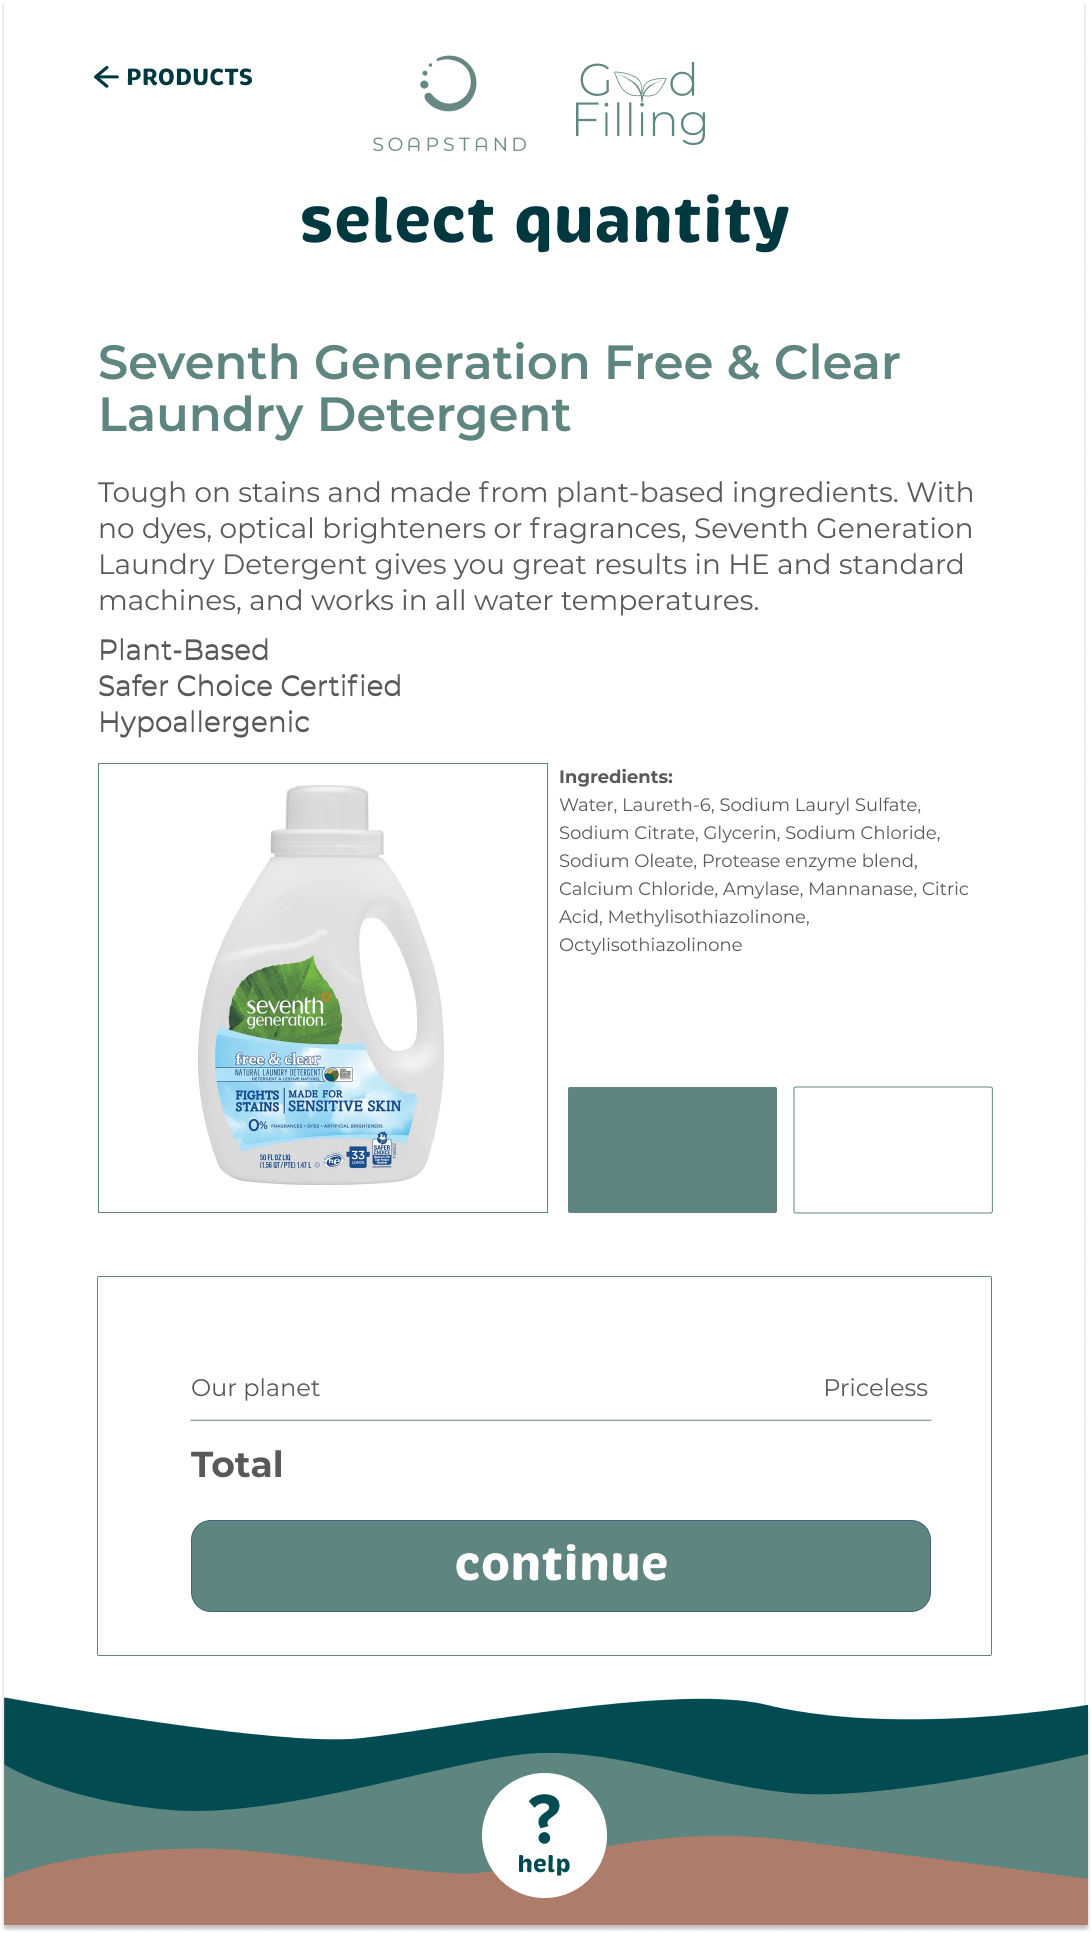 ← PRODUCTS
SOAPSTAND
Good
Filling
select quantity
Seventh Generation Free & Clear
Laundry Detergent
Tough on stains and made from plant-based ingredients. With
no dyes, optical brighteners or fragrances, Seventh Generation
Laundry Detergent gives you great results in HE and standard
machines, and works in all water temperatures.
Plant-Based
Safer Choice Certified
Hypoallergenic
seventh
generation.
free & clear
NATURAL LAUNDRY DETERGENT
DÉTERGENT À LESSIVE NATUREL
FIGHTS
STAINS
MADE FOR
SENSITIVE SKIN
0% FRAGRANCES • DYES • ARTIFICIAL BRIGHTENERS
50 FL OZ LIQ
(1.56 QT / PTE) 1.47 L
he
33
LOADS
SAFER
CHOICE
Ingredients:
Water, Laureth-6, Sodium Lauryl Sulfate,
Sodium Citrate, Glycerin, Sodium Chloride,
Sodium Oleate, Protease enzyme blend,
Calcium Chloride, Amylase, Mannanase, Citric
Acid, Methylisothiazolinone,
Octylisothiazolinone
Our planet Priceless
Total
continue
?
help